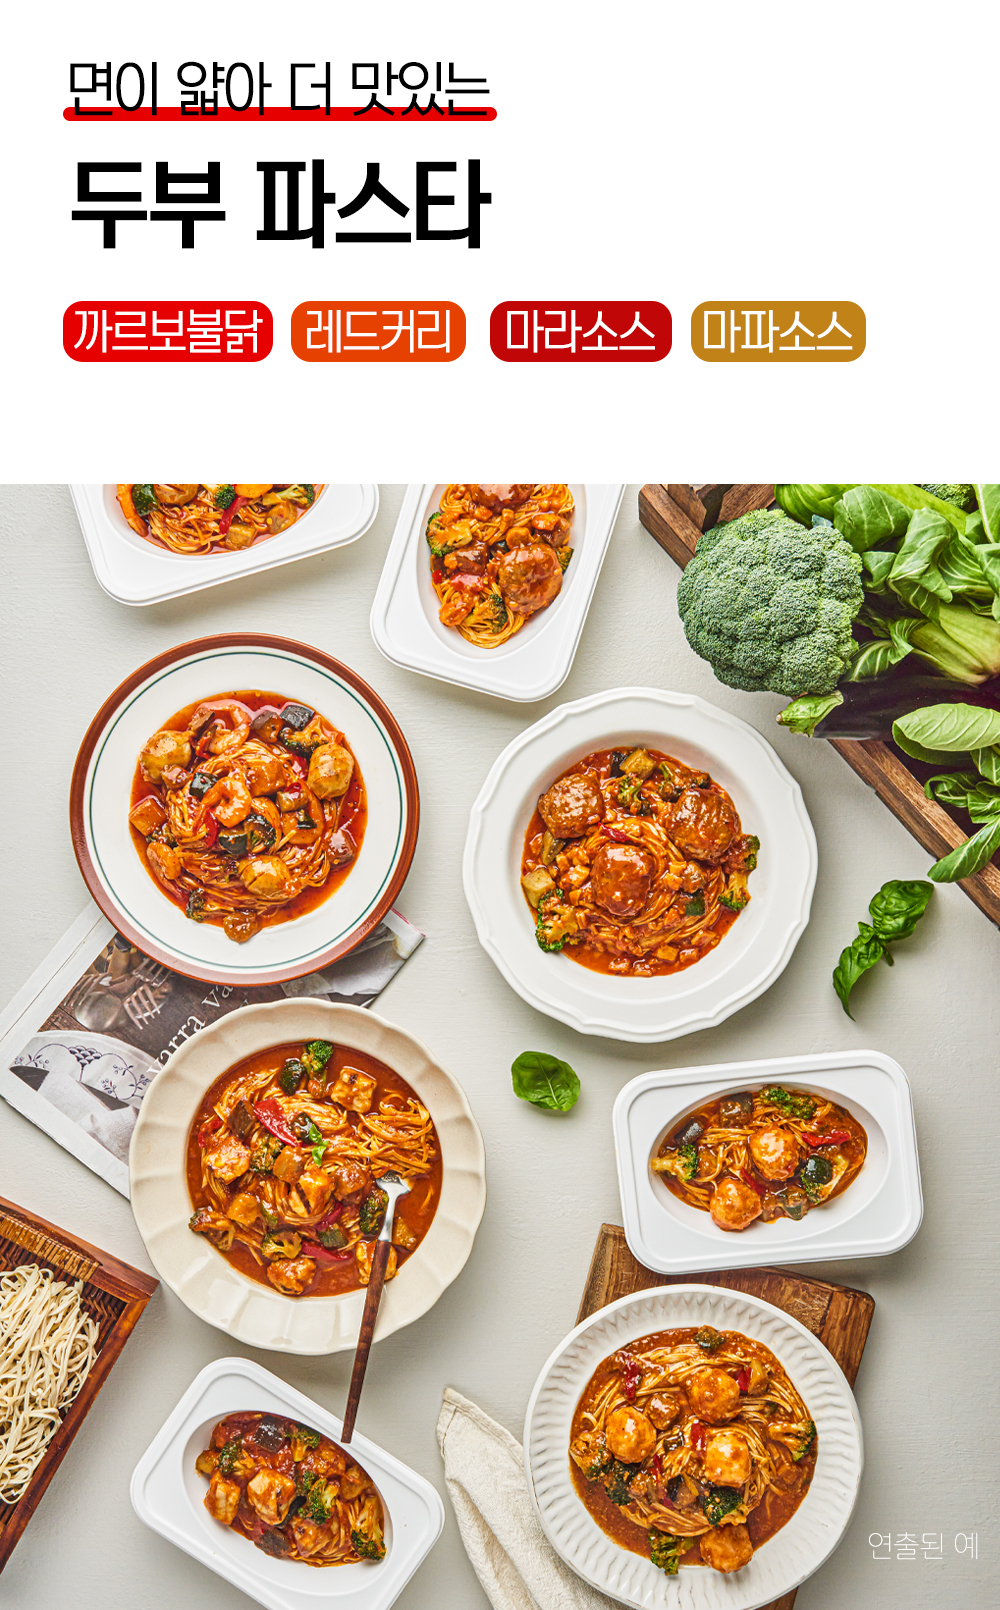 면이 얇아 더 맛있는
두부 파스타
까르보불닭 레드커리 마라소스 마파소스
연출된 예